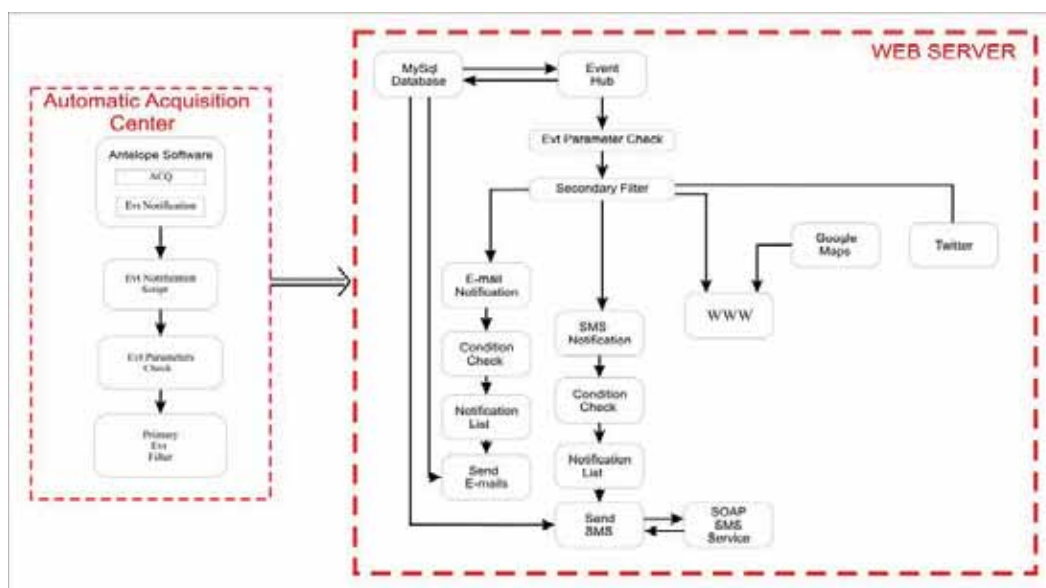 Automatic Acquisition
Center
Antelope Software
ACQ
Evt Notification
Evt Notification
Script
Evt Parameters
Check
Primary
Evt
Filter
WEB SERVER
MySql
Database
Event
Hub
Evt Parameter Check
Secondary Filter
E-mail
Notification
Condition
Check
Notification
List
Send
E-mails
SMS
Notification
Condition
Check
Notification
List
Send
SMS
SOAP
SMS
Service
Google
Maps
WWW
Twitter